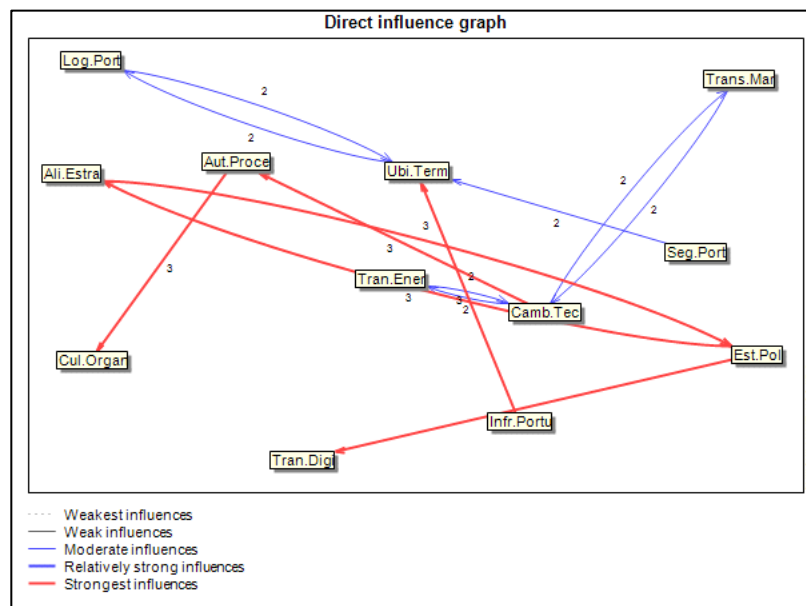 Direct influence graph
Log.Port
Trans.Mar
2
2
Aut.Proce
Ali.Estra
Ubi.Term
2
2
3
3
2
Seg.Port
3
Tran.Ener
2
3
3
2
Camb.Tec
Cul.Organ
Est.Pol
Infr.Portu
Tran.Digi
Weakest influences
Weak influences
Moderate influences
Relatively strong influences
Strongest influences